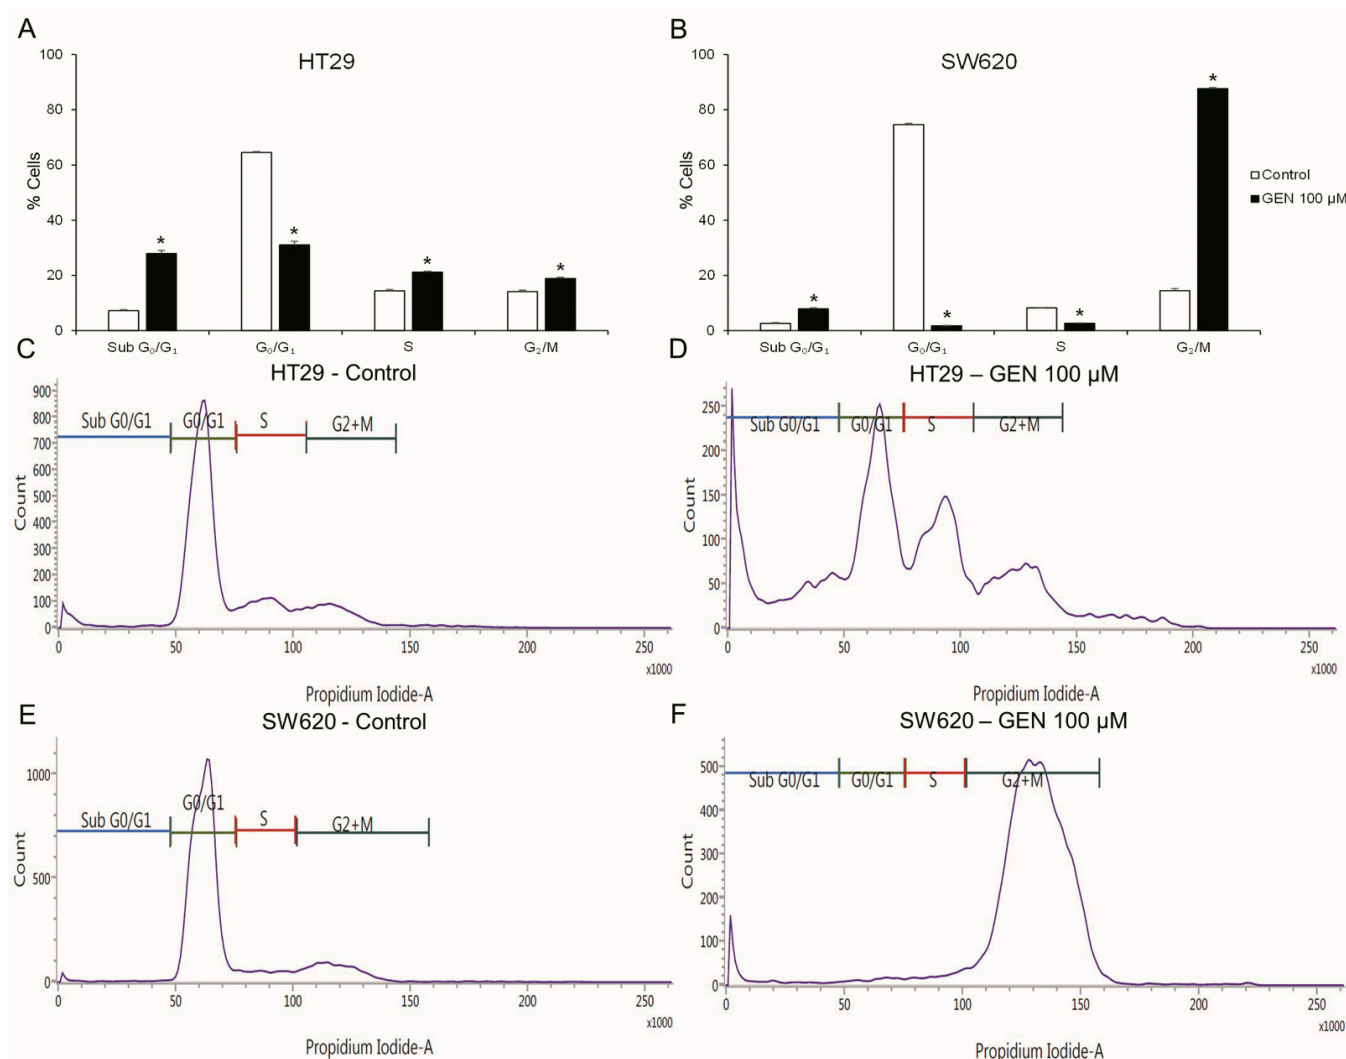 A
HT29
100
80
60
40
20
0
% Cells
*
*
*
*
Sub G₀/G₁
G₀/G₁
S
G₂/M
B
SW620
100
80
60
40
20
0
% Cells
*
*
*
*
Sub G₀/G₁
G₀/G₁
S
G₂/M
Control
GEN 100 µM
C
HT29 - Control
900
800
700
600
500
400
300
200
100
0
Count
Sub G0/G1
G0/G1
S
G2+M
0 50 100 150 200 250
x1000
Propidium Iodide-A
D
HT29 – GEN 100 µM
250
200
150
100
50
0
Count
Sub G0/G1
G0/G1
S
G2+M
0 50 100 150 200 250
x1000
Propidium Iodide-A
E
SW620 - Control
1000
500
0
Count
Sub G0/G1
G0/G1
S
G2+M
0 50 100 150 200 250
x1000
Propidium Iodide-A
F
SW620 – GEN 100 µM
500
400
300
200
100
0
Count
Sub G0/G1
G0/G1
S
G2+M
0 50 100 150 200 250
x1000
Propidium Iodide-A